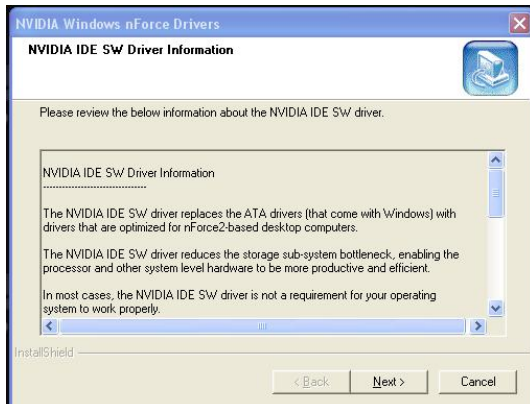 NVIDIA Windows nForce Drivers
NVIDIA IDE SW Driver Information
Please review the below information about the NVIDIA IDE SW driver.
NVIDIA IDE SW Driver Information
--------------------------------
The NVIDIA IDE SW driver replaces the ATA drivers (that come with Windows) with
drivers that are optimized for nForce2-based desktop computers.
The NVIDIA IDE SW driver reduces the storage sub-system bottleneck, enabling the
processor and other system level hardware to be more productive and efficient.
In most cases, the NVIDIA IDE SW driver is not a requirement for your operating
system to work properly.
InstallShield
< Back Next > Cancel